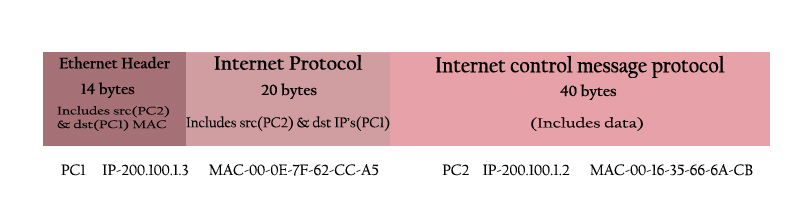 Ethernet Header
14 bytes
Includes src(PC2)
& dst(PC1) MAC
Internet Protocol
20 bytes
Includes src(PC2) & dst IP's(PC1)
Internet control message protocol
40 bytes
(Includes data)
PC1 IP-200.100.1.3 MAC-00-0E-7F-62-CC-A5 PC2 IP-200.100.1.2 MAC-00-16-35-66-6A-CB